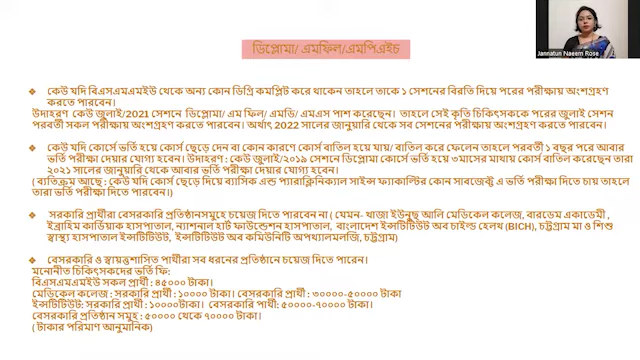 Jannatun Naeem Rose
ডিপ্লোমা/ এমফিল/এমপিএইচ
❖ কেউ যদি বিএসএমএমইউ থেকে অন্য কোন ডিগ্রি কমপ্লিট করে থাকেন তাহলে তাকে ১ সেশনের বিরতি দিয়ে পরের পরীক্ষায় অংশগ্রহণ
করতে পারবেন।
উদাহরণ কেউ জুলাই/2021 সেশনে ডিপ্লোমা/ এম ফিল/ এমডি/ এমএস পাশ করেছেন। তাহলে সেই কৃতি চিকিৎসককে পরের জুলাই সেশন
পরবর্তী সকল পরীক্ষায় অংশগ্রহণ করতে পারবেন। অর্থাৎ 2022 সালের জানুয়ারি থেকে সব সেশনের পরীক্ষায় অংশগ্রহণ করতে পারবেন।
❖ কেউ যদি কোর্সে ভর্তি হয়ে কোর্স ছেড়ে দেন বা কোন কারণে কোর্স বাতিল হয়ে যায়/ বাতিল করে ফেলেন তাহলে পরবর্তী ১ বছর পরে আবার
ভর্তি পরীক্ষা দেয়ার যোগ্য হবেন। উদাহরণ : কেউ জুলাই/২০১৯ সেশনে ডিপ্লোমা কোর্সে ভর্তি হয়ে ৩মাসের মাথায় কোর্স বাতিল করেছেন তারা
২০২১ সালের জানুয়ারি থেকে আবার ভর্তি পরীক্ষা দেয়ার যোগ্য হবেন।
( ব্যতিক্রম আছে : কেউ যদি কোর্স ছেড়ে দিয়ে ব্যাসিক এন্ড প্যারাক্লিনিক্যাল সাইন্স ফ্যাকাল্টির কোন সাবজেক্ট এ ভর্তি পরীক্ষা দিতে চায় তাহলে
তারা ভর্তি পরীক্ষা দিতে পারবেন।)
❖ সরকারি প্রার্থীরা বেসরকারি প্রতিষ্ঠানসমূহে চয়েজ দিতে পারবেন না ( যেমন- খাজা ইউনুছ আলি মেডিকেল কলেজ, বারডেম একাডেমী ,
ইব্রাহিম কার্ডিয়াক হাসপাতাল, ন্যাশনাল হার্ট ফাউন্ডেশন হাসপাতাল, বাংলাদেশ ইন্সটিটিউট অব চাইল্ড হেলথ (BICH), চট্টগ্রাম মা ও শিশু
স্বাস্থ্য হাসপাতাল ইন্সটিটিউট, ইন্সটিটিউট অব কমিউনিটি অপথ্যালমলজি, চট্টগ্রাম)
❖ বেসরকারি ও স্বায়ত্তশাসিত পার্থীরা সব ধরনের প্রতিষ্ঠানে চয়েজ দিতে পারেন।
মনোনীত চিকিৎসকদের ভর্তি ফি:
বিএসএমএমইউ সকল প্রার্থী : ৪৫০০০ টাকা।
মেডিকেল কলেজ : সরকারি প্রার্থী : ১০০০০ টাকা। বেসরকারি প্রার্থী : ৩০০০০-৫০০০০ টাকা
ইন্সটিটিউট: সরকারি প্রার্থী : ১০০০০টাকা। বেসরকারি পার্থী: ৫০০০০-৭০০০০ টাকা।
বেসরকারি প্রতিষ্ঠান সমূহ : ৫০০০০ থেকে ৭০০০০ টাকা।
( টাকার পরিমাণ আনুমানিক)